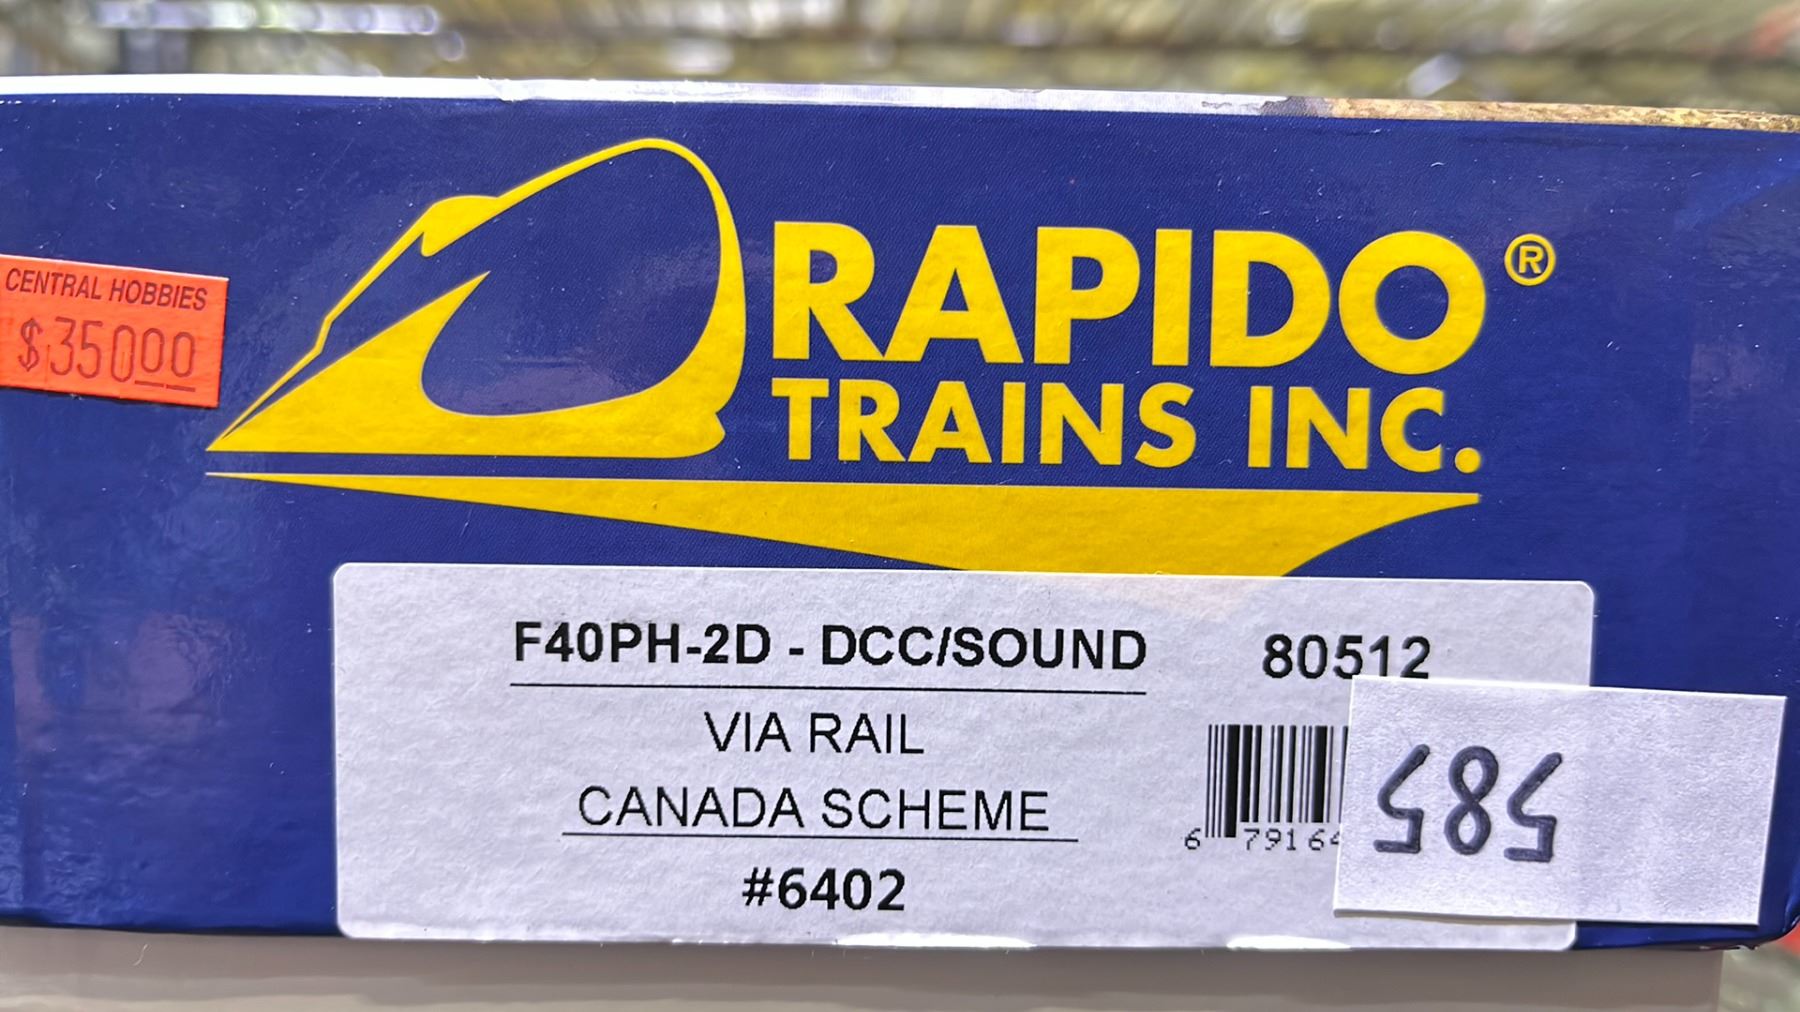 CENTRAL HOBBIES
$35000
RAPIDO®
TRAINS INC.
F40PH-2D - DCC/SOUND
80512
VIA RAIL
CANADA SCHEME
#6402
6 79164
585